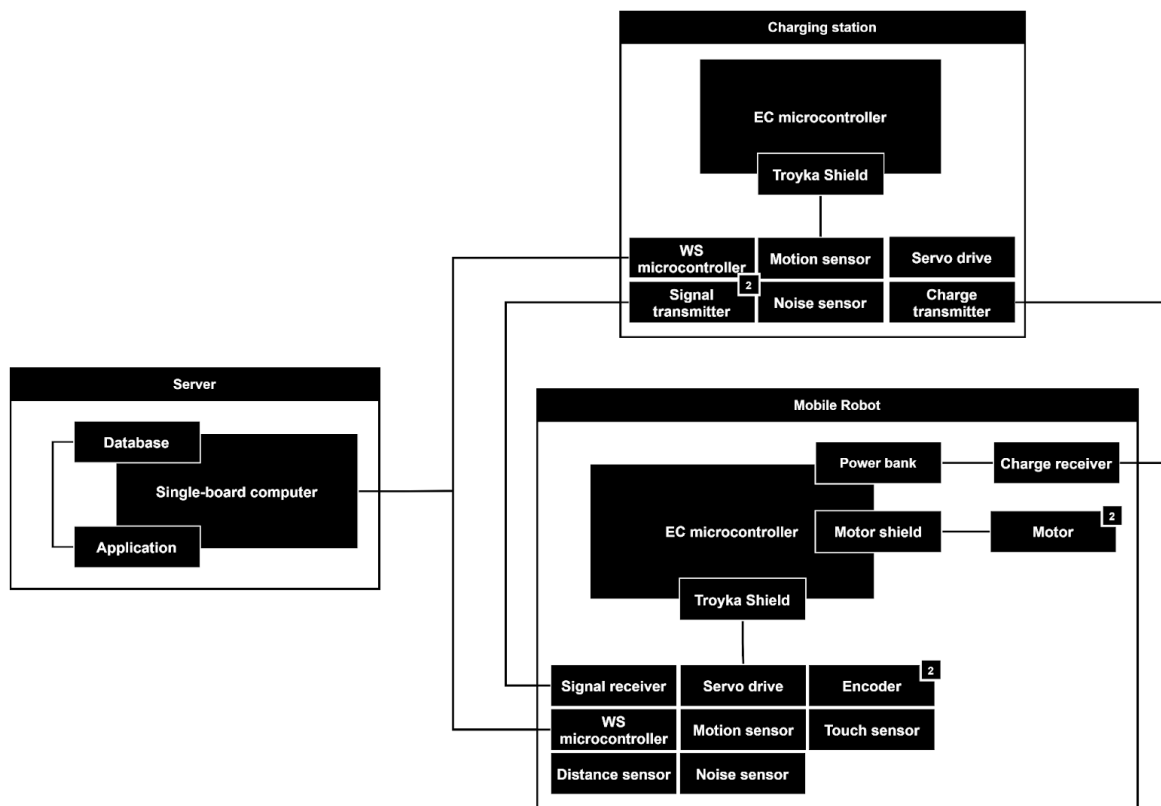 Charging station
EC microcontroller
Troyka Shield
WS
microcontroller
Motion sensor
Servo drive
2
Signal
transmitter
Noise sensor
Charge
transmitter
Server
Database
Single-board computer
Application
Mobile Robot
Power bank
Charge receiver
EC microcontroller
Motor shield
Motor
2
Troyka Shield
Signal receiver
Servo drive
Encoder
2
WS
microcontroller
Motion sensor
Touch sensor
Distance sensor
Noise sensor